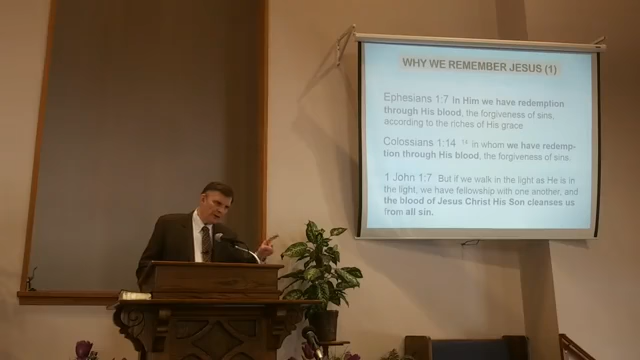 WHY WE REMEMBER JESUS (1)
Ephesians 1:7 In Him we have redemption
through His blood, the forgiveness of sins,
according to the riches of His grace
Colossians 1:14 14 in whom we have redemp-
tion through His blood, the forgiveness of sins.
1 John 1:7 But if we walk in the light as He is in
the light, we have fellowship with one another, and
the blood of Jesus Christ His Son cleanses us
from all sin.